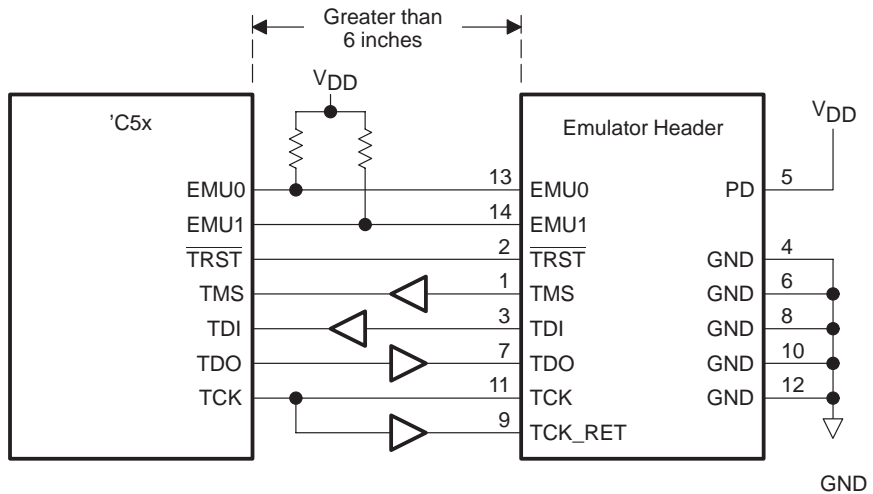 Greater than
6 inches
VDD
'C5x
Emulator Header
VDD
EMU0
13
EMU0
PD
5
EMU1
14
EMU1
TRST
2
TRST
GND
4
TMS
1
TMS
GND
6
TDI
3
TDI
GND
8
TDO
7
TDO
GND
10
TCK
11
TCK
GND
12
9
TCK_RET
GND